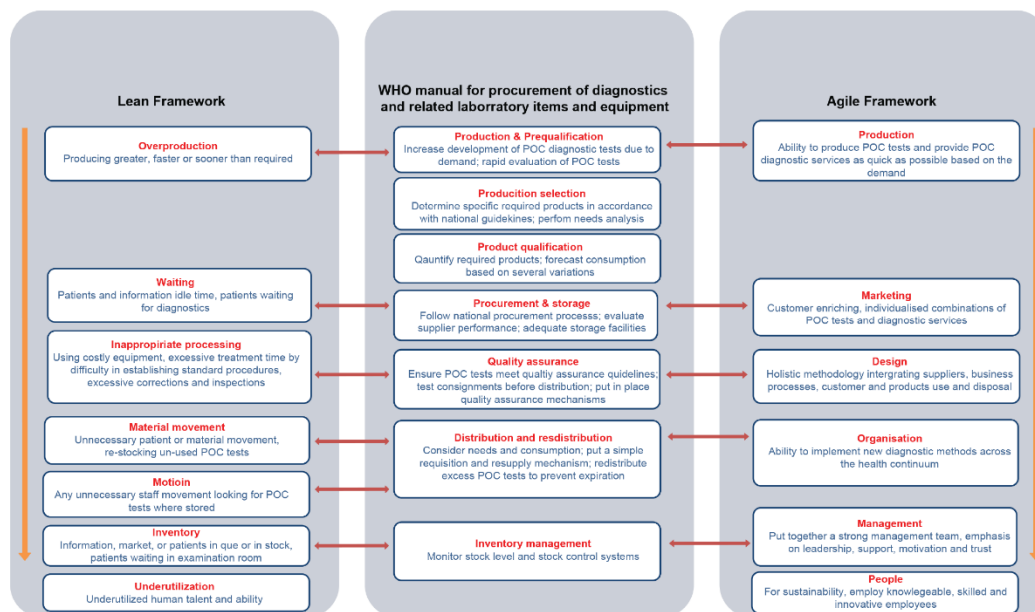 Lean Framework
Overproduction
Producing greater, faster or sooner than required
Waiting
Patients and information idle time, patients waiting
for diagnostics
Inappropiriate processing
Using costly equipment, excessive treatment time by
difficulty in establishing standard procedures,
excessive corrections and inspections
Material movement
Unnecessary patient or material movement,
re-stocking un-used POC tests
Motioin
Any unnecessary staff movement looking for POC
tests where stored
Inventory
Information, market, or patients in que or in stock,
patients waiting in examination room
Underutilization
Underutilized human talent and ability
WHO manual for procurement of diagnostics
and related laborratory items and equipment
Production & Prequalification
Increase development of POC diagnostic tests due to
demand; rapid evaluation of POC tests
Producition selection
Determine specific required products in accordance
with national guidekines; perfom needs analysis
Product qualification
Qauntify required products; forecast consumption
based on several variations
Procurement & storage
Follow national procurement processs; evaluate
supplier performance; adequate storage facilities
Quality assurance
Ensure POC tests meet qualtiy assurance quidelines;
test consignments before distribution; put in place
quality assurance mechanisms
Distribution and resdistribution
Consider needs and consumption; put a simple
requisition and resupply mechanism; redistribute
excess POC tests to prevent expiration
Inventory management
Monitor stock level and stock control systems
Agile Framework
Production
Ability to produce POC tests and provide POC
diagnostic services as quick as possible based on the
demand
Marketing
Customer enriching, individualised combinations of
POC tests and diagnostic services
Design
Holistic methodology intergrating suppliers, business
processes, customer and products use and disposal
Organisation
Ability to implement new diagnostic methods across
the health continuum
Management
Put together a strong management team, emphasis
on leadership, support, motivation and trust
People
For sustainability, employ knowlegeable, skilled and
innovative employees